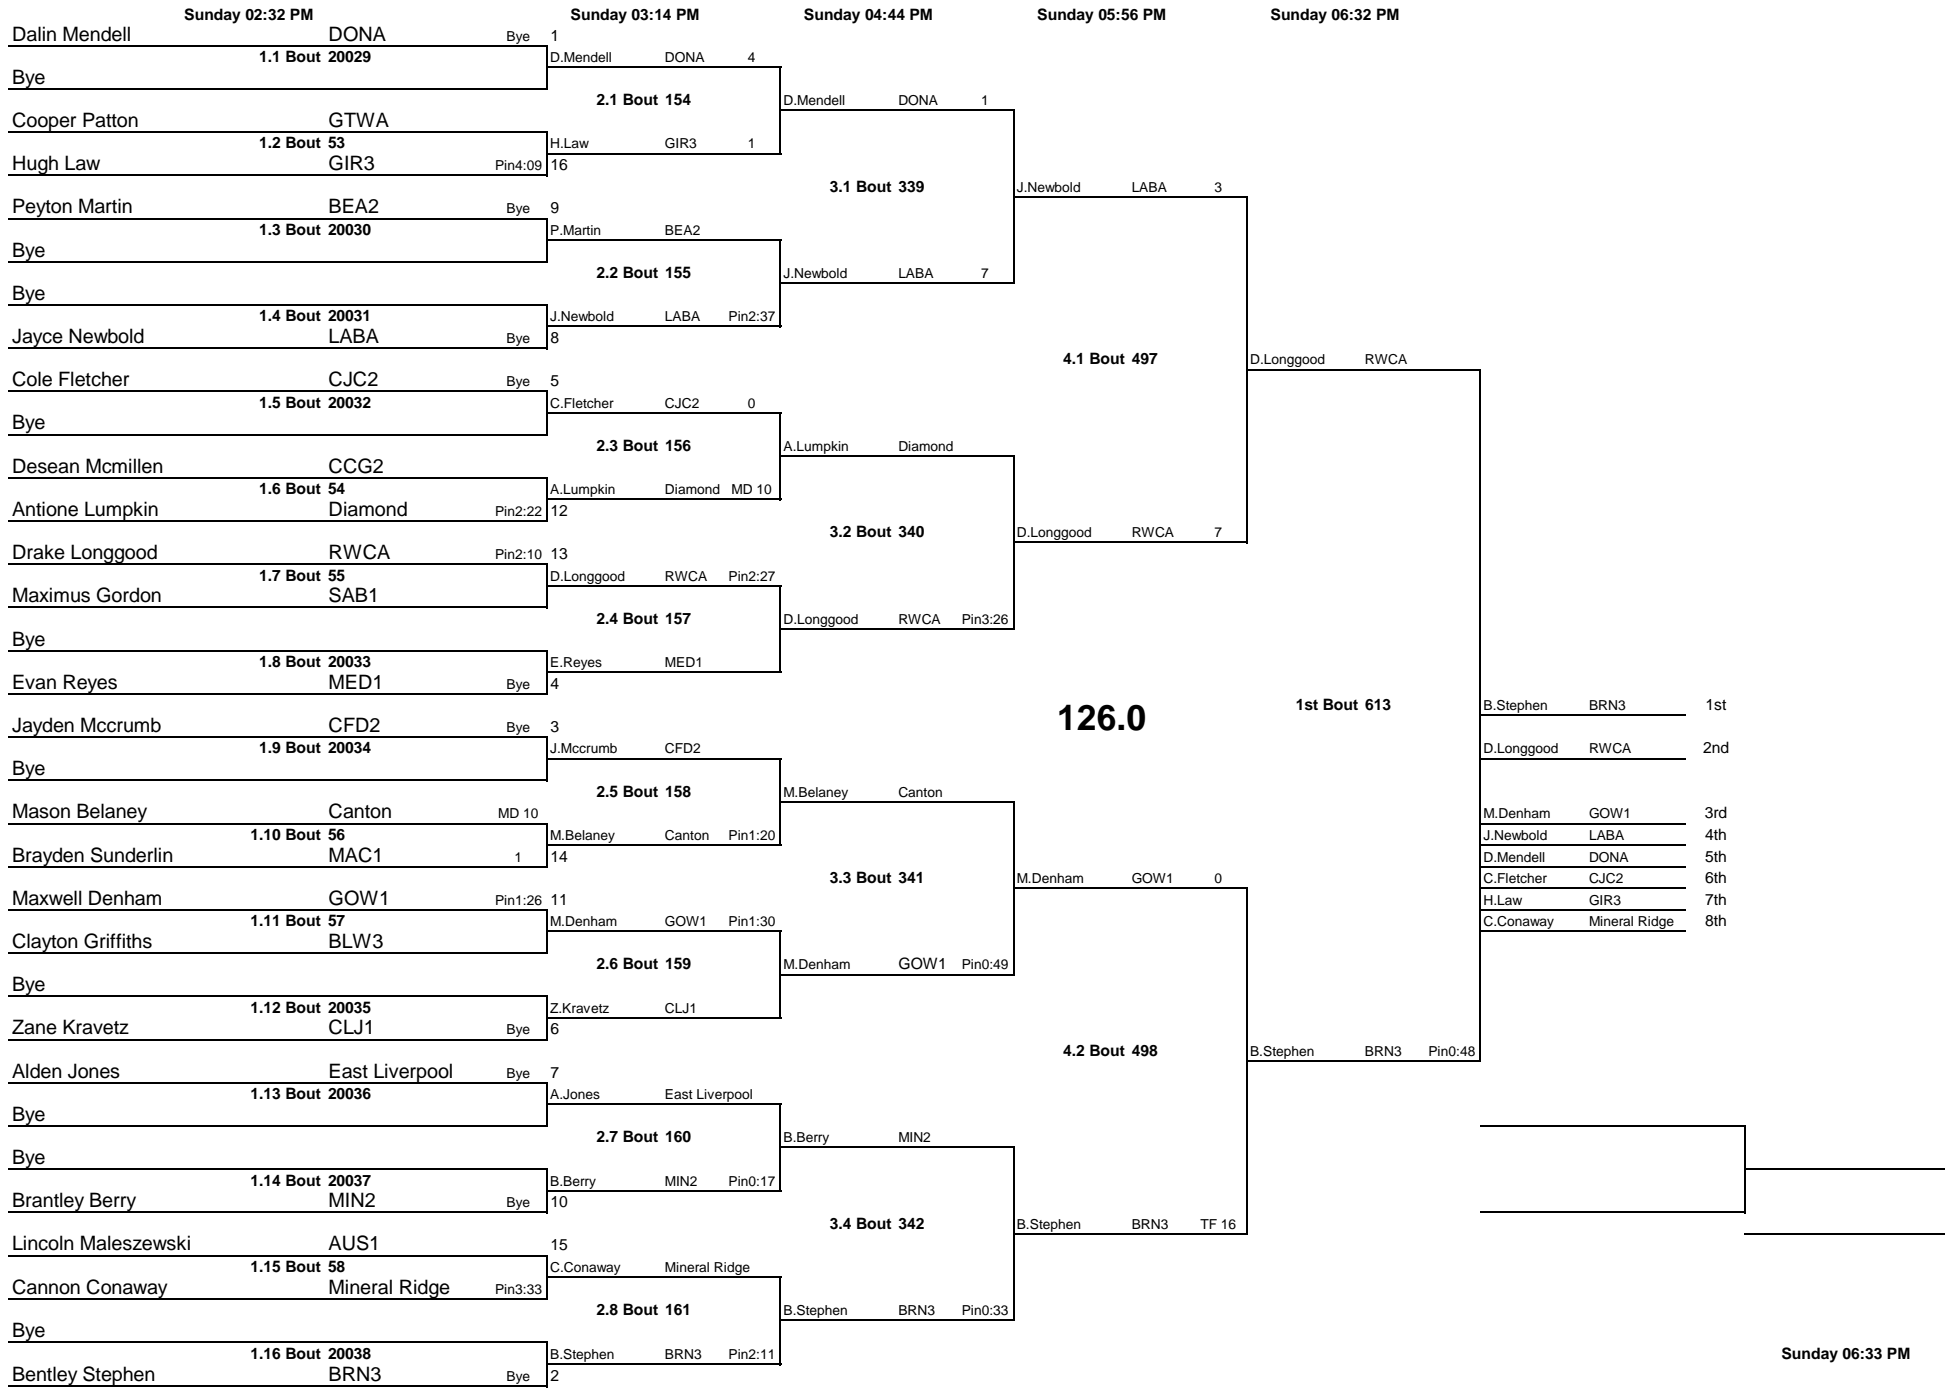 Sunday 02:32 PM Sunday 03:14 PM Sunday 04:44 PM Sunday 05:56 PM Sunday 06:32 PM
Dalin Mendell DONA Bye 1
1.1 Bout 20029 D.Mendell DONA 4
Bye
2.1 Bout 154 D.Mendell DONA 1
Cooper Patton GTWA
1.2 Bout 53 H.Law GIR3 1
Hugh Law GIR3 Pin4:09 16
3.1 Bout 339 J.Newbold LABA 3
Peyton Martin BEA2 Bye 9
1.3 Bout 20030 P.Martin BEA2
Bye
2.2 Bout 155 J.Newbold LABA 7
Bye
1.4 Bout 20031 J.Newbold LABA Pin2:37
Jayce Newbold LABA Bye 8
4.1 Bout 497 D.Longgood RWCA
Cole Fletcher CJC2 Bye 5
1.5 Bout 20032 C.Fletcher CJC2 0
Bye
2.3 Bout 156 A.Lumpkin Diamond
Desean Mcmillen CCG2
1.6 Bout 54 A.Lumpkin Diamond MD 10
Antione Lumpkin Diamond Pin2:22 12
3.2 Bout 340 D.Longgood RWCA 7
Drake Longgood RWCA Pin2:10 13
1.7 Bout 55 D.Longgood RWCA Pin2:27
Maximus Gordon SAB1
2.4 Bout 157 D.Longgood RWCA Pin3:26
Bye
1.8 Bout 20033 E.Reyes MED1
Evan Reyes MED1 Bye 4
126.0 1st Bout 613 B.Stephen BRN3 1st
Jayden Mccrumb CFD2 Bye 3
1.9 Bout 20034 J.Mccrumb CFD2 D.Longgood RWCA 2nd
Bye
2.5 Bout 158 M.Belaney Canton
Mason Belaney Canton MD 10 M.Denham GOW1 3rd
1.10 Bout 56 M.Belaney Canton Pin1:20 J.Newbold LABA 4th
Brayden Sunderlin MAC1 1 14 D.Mendell DONA 5th
3.3 Bout 341 M.Denham GOW1 0 C.Fletcher CJC2 6th
Maxwell Denham GOW1 Pin1:26 11 H.Law GIR3 7th
1.11 Bout 57 M.Denham GOW1 Pin1:30 C.Conaway Mineral Ridge 8th
Clayton Griffiths BLW3
2.6 Bout 159 M.Denham GOW1 Pin0:49
Bye
1.12 Bout 20035 Z.Kravetz CLJ1
Zane Kravetz CLJ1 Bye 6
4.2 Bout 498 B.Stephen BRN3 Pin0:48
Alden Jones East Liverpool Bye 7
1.13 Bout 20036 A.Jones East Liverpool
Bye
2.7 Bout 160 B.Berry MIN2
Bye
1.14 Bout 20037 B.Berry MIN2 Pin0:17
Brantley Berry MIN2 Bye 10
3.4 Bout 342 B.Stephen BRN3 TF 16
Lincoln Maleszewski AUS1 15
1.15 Bout 58 C.Conaway Mineral Ridge
Cannon Conaway Mineral Ridge Pin3:33
2.8 Bout 161 B.Stephen BRN3 Pin0:33
Bye
1.16 Bout 20038 B.Stephen BRN3 Pin2:11 Sunday 06:33 PM
Bentley Stephen BRN3 Bye 2